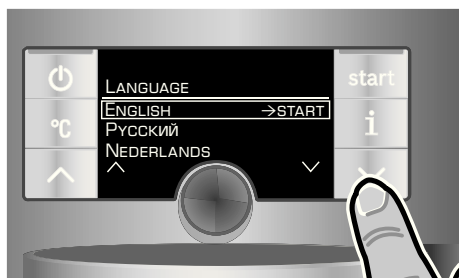 LANGUAGE
start
ENGLISH →START
°C
РУССКИЙ
i
NEDERLANDS